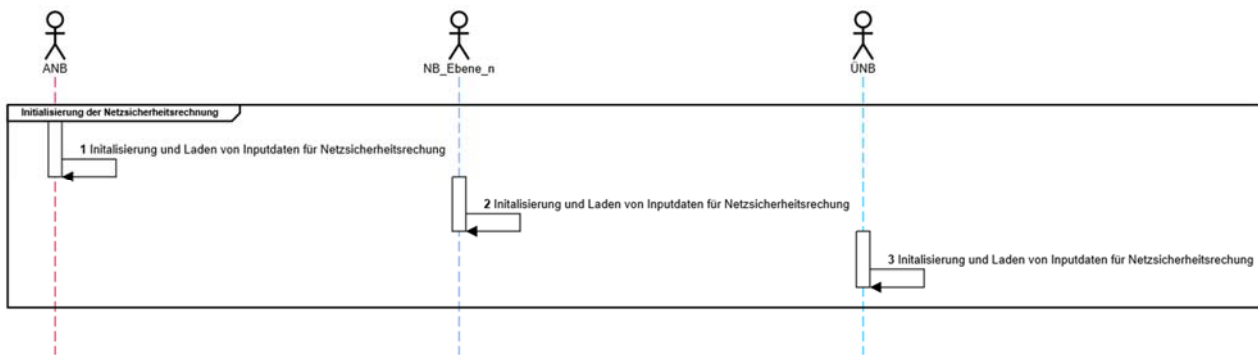 ANB
NB_Ebene_n
ÜNB
Initialisierung der Netzsicherheitsrechnung
1 Initalisierung und Laden von Inputdaten für Netzsicherheitsrechung
2 Initalisierung und Laden von Inputdaten für Netzsicherheitsrechung
3 Initalisierung und Laden von Inputdaten für Netzsicherheitsrechung